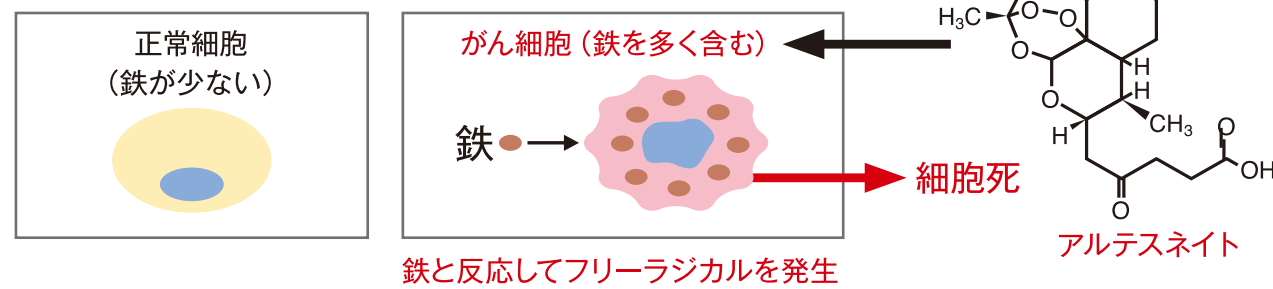 正常細胞
（鉄が少ない）
がん細胞（鉄を多く含む）
鉄
細胞死
鉄と反応してフリーラジカルを発生
H₃C
O
O
O
O
H
H
H
CH₃
O
O
OH
アルテスネイト